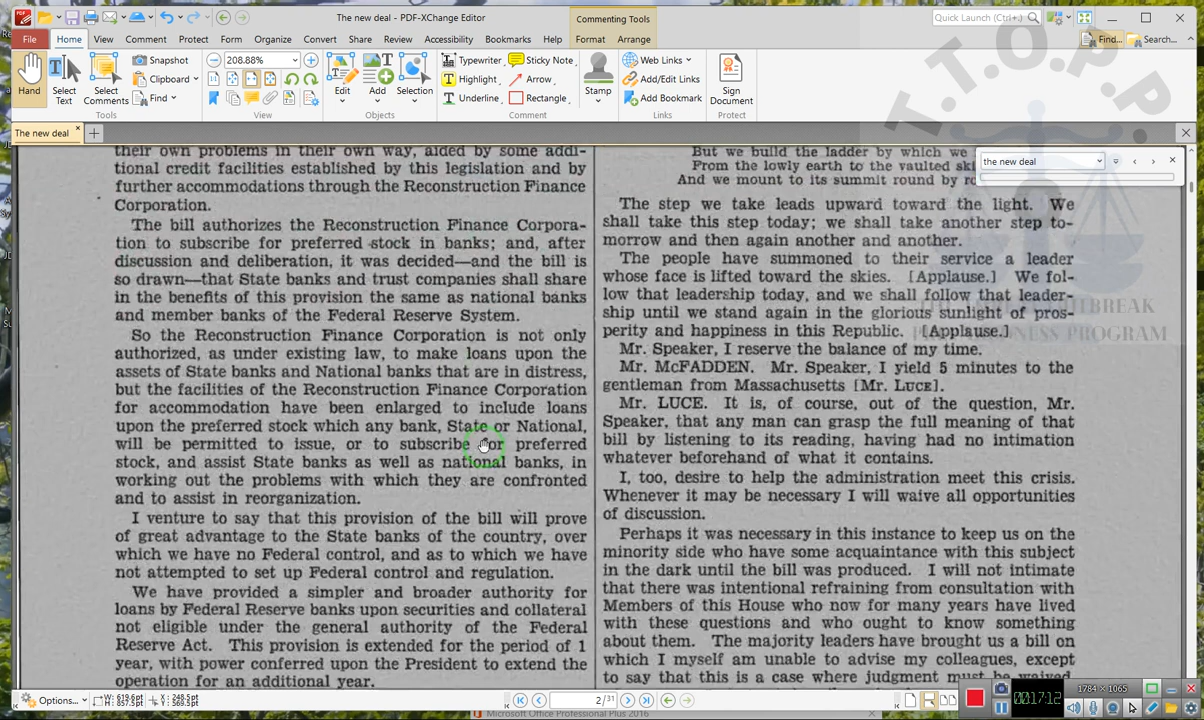 The new deal - PDF-XChange Editor
Commenting Tools
Quick Launch (Ctrl+.)
File
Home
View
Comment
Protect
Form
Organize
Convert
Share
Review
Accessibility
Bookmarks
Help
Format
Arrange
Find...
Search...
Hand
Select Text
Select Comments
Snapshot
Clipboard
Find
Tools
208.88%
View
Edit
Add
Selection
Objects
Typewriter
Sticky Note
Highlight
Arrow
Underline
Rectangle
Stamp
Comment
Web Links
Add/Edit Links
Add Bookmark
Links
Sign Document
Protect
T.T.O.P.P.
The new deal
the new deal
their own problems in their own way, aided by some addi-
tional credit facilities established by this legislation and by
further accommodations through the Reconstruction Finance
Corporation.
The bill authorizes the Reconstruction Finance Corpora-
tion to subscribe for preferred stock in banks; and, after
discussion and deliberation, it was decided—and the bill is
so drawn—that State banks and trust companies shall share
in the benefits of this provision the same as national banks
and member banks of the Federal Reserve System.
So the Reconstruction Finance Corporation is not only
authorized, as under existing law, to make loans upon the
assets of State banks and National banks that are in distress,
but the facilities of the Reconstruction Finance Corporation
for accommodation have been enlarged to include loans
upon the preferred stock which any bank, State or National,
will be permitted to issue, or to subscribe for preferred
stock, and assist State banks as well as national banks, in
working out the problems with which they are confronted
and to assist in reorganization.
I venture to say that this provision of the bill will prove
of great advantage to the State banks of the country, over
which we have no Federal control, and as to which we have
not attempted to set up Federal control and regulation.
We have provided a simpler and broader authority for
loans by Federal Reserve banks upon securities and collateral
not eligible under the general authority of the Federal
Reserve Act. This provision is extended for the period of 1
year, with power conferred upon the President to extend the
operation for an additional year.
But we build the ladder by which we
From the lowly earth to the vaulted
And we mount to its summit round by
The step we take leads upward toward the light. We
shall take this step today; we shall take another step to-
morrow and then again another and another.
The people have summoned to their service a leader
whose face is lifted toward the skies. [Applause.] We fol-
low that leadership today, and we shall follow that leader-
ship until we stand again in the glorious sunlight of pros-
perity and happiness in this Republic. [Applause.]
Mr. Speaker, I reserve the balance of my time.
Mr. McFADDEN. Mr. Speaker, I yield 5 minutes to the
gentleman from Massachusetts [Mr. LUCE].
Mr. LUCE. It is, of course, out of the question, Mr.
Speaker, that any man can grasp the full meaning of that
bill by listening to its reading, having had no intimation
whatever beforehand of what it contains.
I, too, desire to help the administration meet this crisis.
Whenever it may be necessary I will waive all opportunities
of discussion.
Perhaps it was necessary in this instance to keep us on the
minority side who have some acquaintance with this subject
in the dark until the bill was produced. I will not intimate
that there was intentional refraining from consultation with
Members of this House who now for many years have lived
with these questions and who ought to know something
about them. The majority leaders have brought us a bill on
which I myself am unable to advise my colleagues, except
to say that this is a case where judgment must be waived
Options...
W: 619.6pt
H: 857.5pt
X: 248.5pt
Y: 569.5pt
2 / 31
00:17:12
1784 × 1065
Microsoft Office Professional Plus 2016